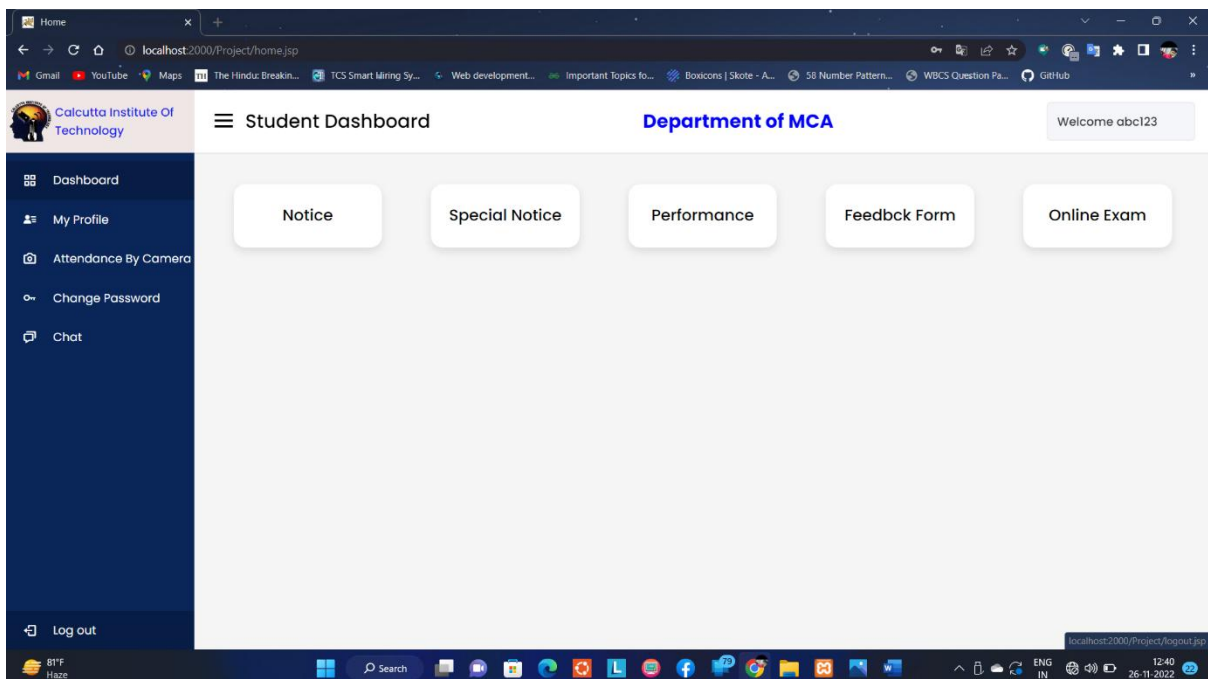 Home
localhost:2000/Project/home.jsp
Gmail YouTube Maps The Hindu: Breakin... TCS Smart Hiring Sy... Web development... Important Topics fo... Boxicons | Skote - A... 58 Number Pattern... WBCS Question Pa... GitHub »
Calcutta Institute Of
Technology
Student Dashboard
Department of MCA
Welcome abc123
Dashboard
My Profile
Attendance By Camera
Change Password
Chat
Log out
Notice
Special Notice
Performance
Feedbck Form
Online Exam
localhost:2000/Project/logout.jsp
81°F
Haze
Search
79
ENG
IN
12:40
26-11-2022
22